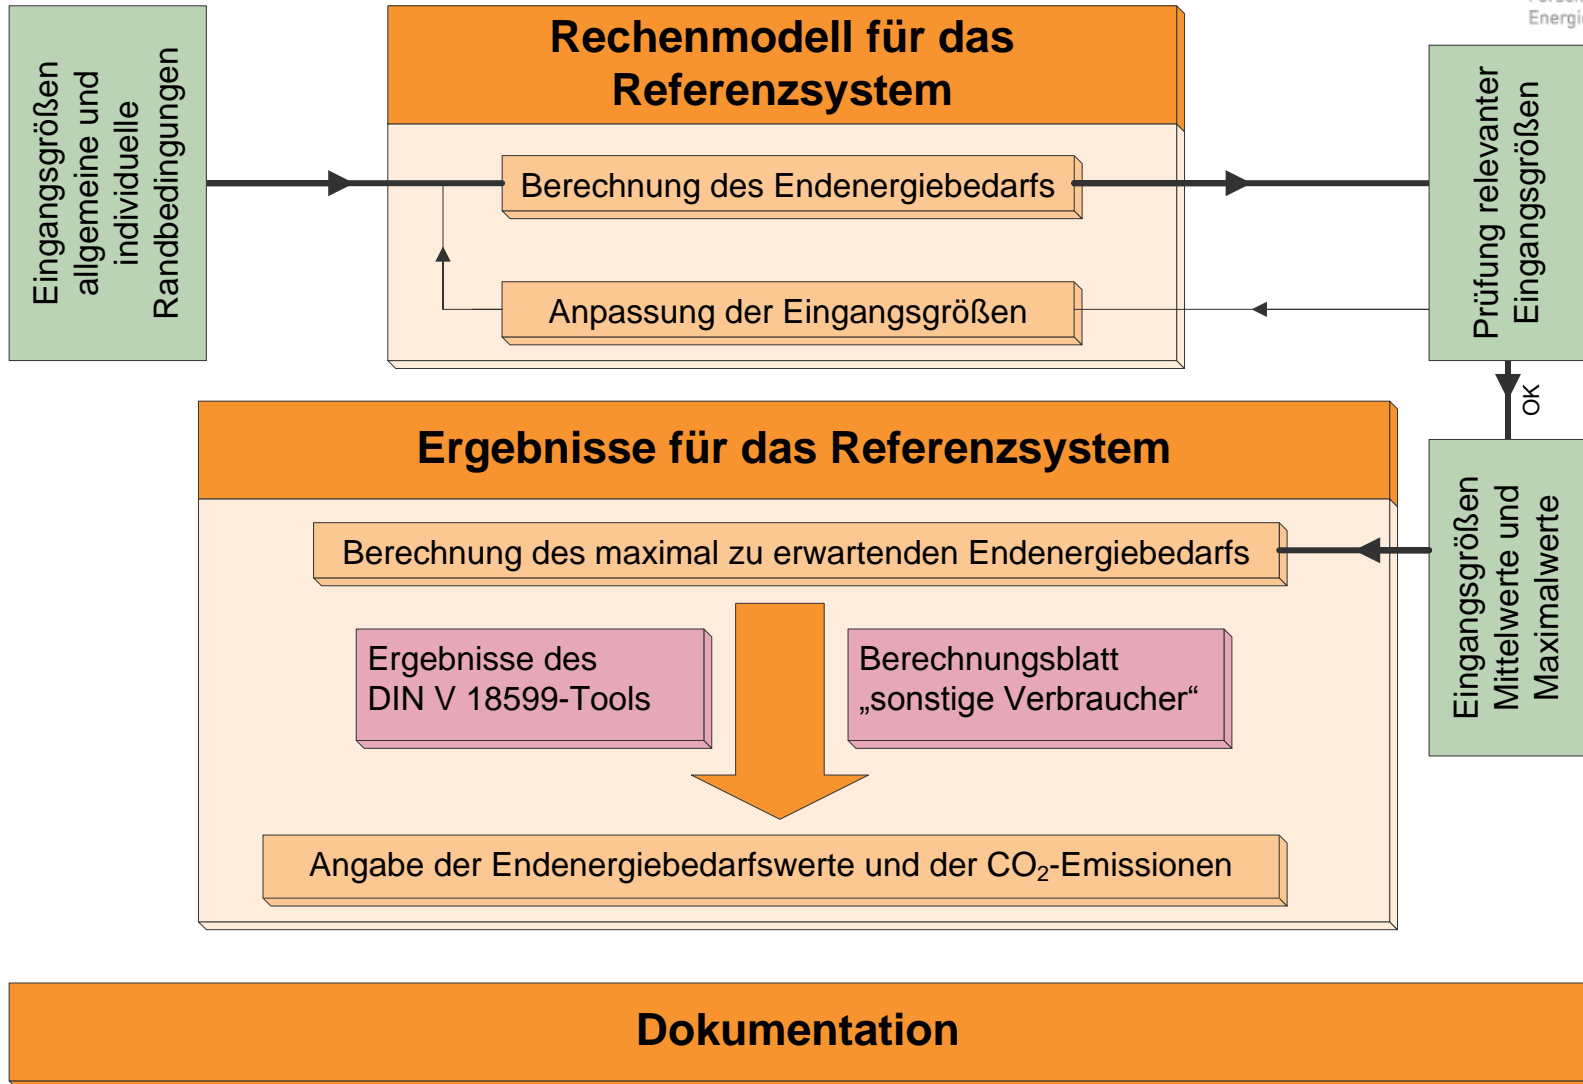 Energie
Eingangsgrößen
allgemeine und
individuelle
Randbedingungen
Rechenmodell für das
Referenzsystem
Berechnung des Endenergiebedarfs
Anpassung der Eingangsgrößen
Prüfung relevanter
Eingangsgrößen
OK
Ergebnisse für das Referenzsystem
Berechnung des maximal zu erwartenden Endenergiebedarfs
Eingangsgrößen
Mittelwerte und
Maximalwerte
Ergebnisse des
DIN V 18599-Tools
Berechnungsblatt
„sonstige Verbraucher“
Angabe der Endenergiebedarfswerte und der CO₂-Emissionen
Dokumentation